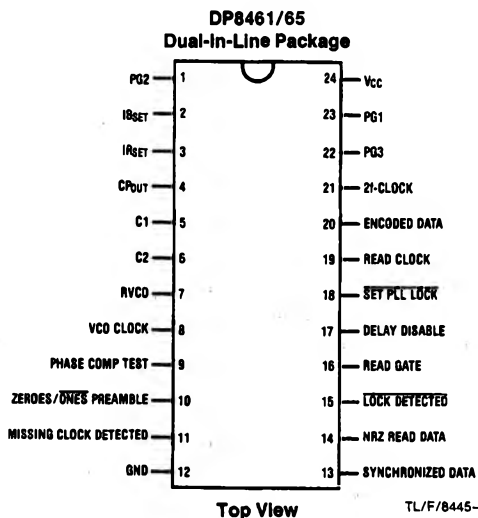 DP8461/65
Dual-In-Line Package
PG2 1 24 VCC
IBSET 2 23 PG1
IRSET 3 22 PG3
CPOUT 4 21 2f-CLOCK
C1 5 20 ENCODED DATA
C2 6 19 READ CLOCK
RVCO 7 18 SET PLL LOCK
VCO CLOCK 8 17 DELAY DISABLE
PHASE COMP TEST 9 16 READ GATE
ZEROES/ONES PREAMBLE 10 15 LOCK DETECTED
MISSING CLOCK DETECTED 11 14 NRZ READ DATA
GND 12 13 SYNCHRONIZED DATA
Top View
TL/F/8445-